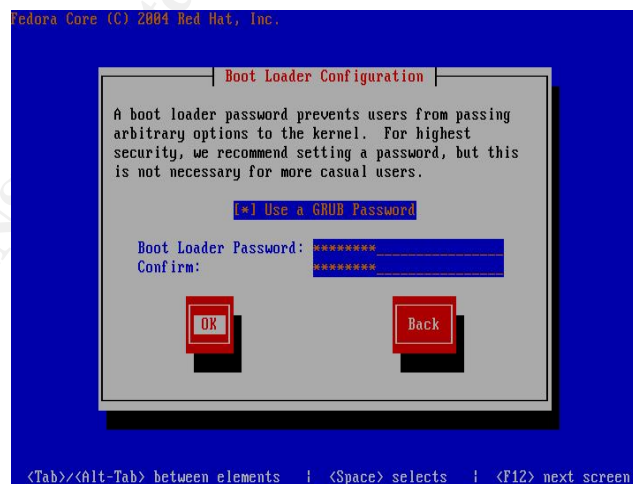 Fedora Core (C) 2004 Red Hat, Inc.
Boot Loader Configuration
A boot loader password prevents users from passing
arbitrary options to the kernel.  For highest
security, we recommend setting a password, but this
is not necessary for more casual users.
[*] Use a GRUB Password
Boot Loader Password: ********________________
Confirm: ********________________
OK Back
<Tab>/<Alt-Tab> between elements   |  <Space> selects   |  <F12> next screen